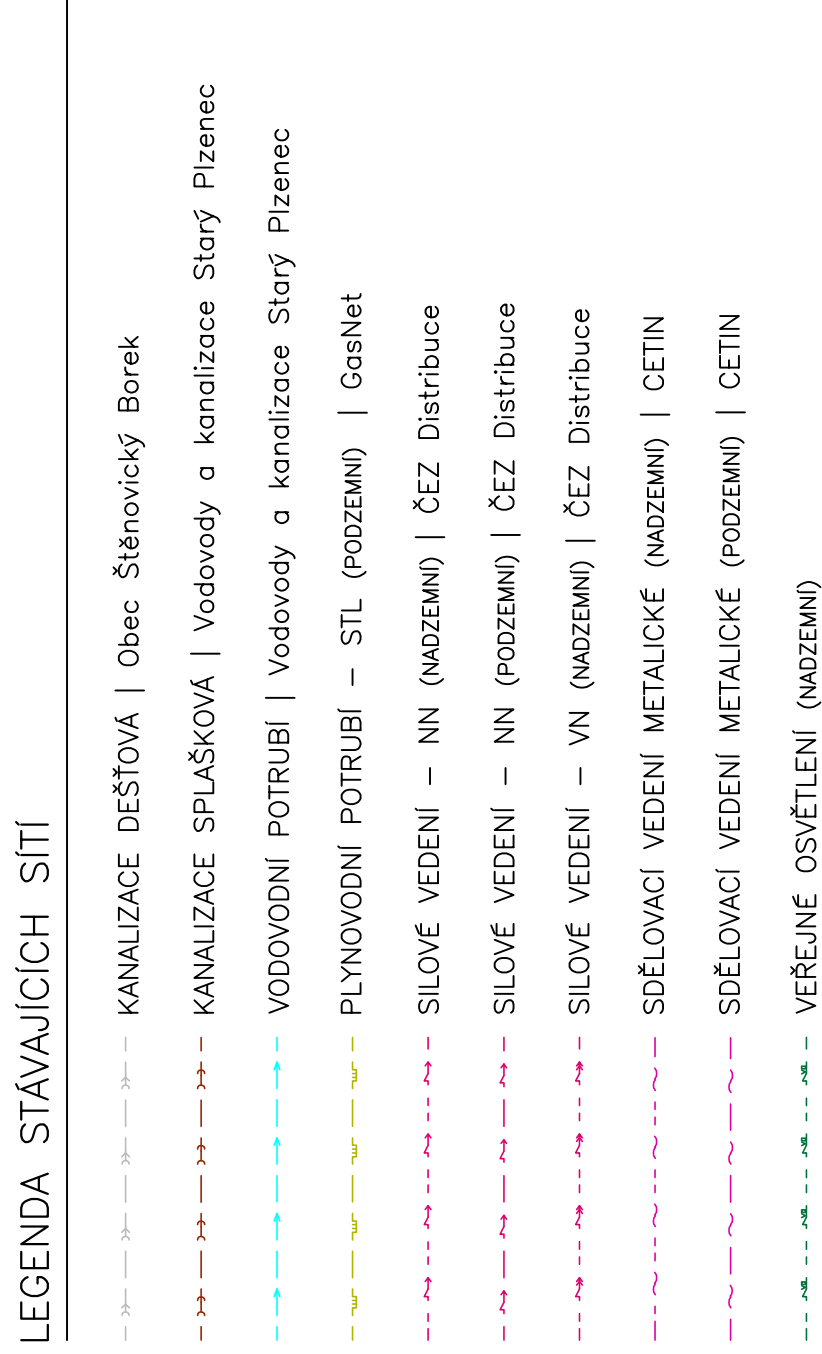 LEGENDA STÁVAJÍCÍCH SÍTÍ
KANALIZACE DEŠŤOVÁ | Obec Štěnovický Borek
KANALIZACE SPLAŠKOVÁ | Vodovody a kanalizace Starý Plzenec
VODOVODNÍ POTRUBÍ | Vodovody a kanalizace Starý Plzenec
PLYNOVODNÍ POTRUBÍ – STL (PODZEMNÍ) | GasNet
SILOVÉ VEDENÍ – NN (NADZEMNÍ) | ČEZ Distribuce
SILOVÉ VEDENÍ – NN (PODZEMNÍ) | ČEZ Distribuce
SILOVÉ VEDENÍ – VN (NADZEMNÍ) | ČEZ Distribuce
SDĚLOVACÍ VEDENÍ METALICKÉ (NADZEMNÍ) | CETIN
SDĚLOVACÍ VEDENÍ METALICKÉ (PODZEMNÍ) | CETIN
VEŘEJNÉ OSVĚTLENÍ (NADZEMNÍ)